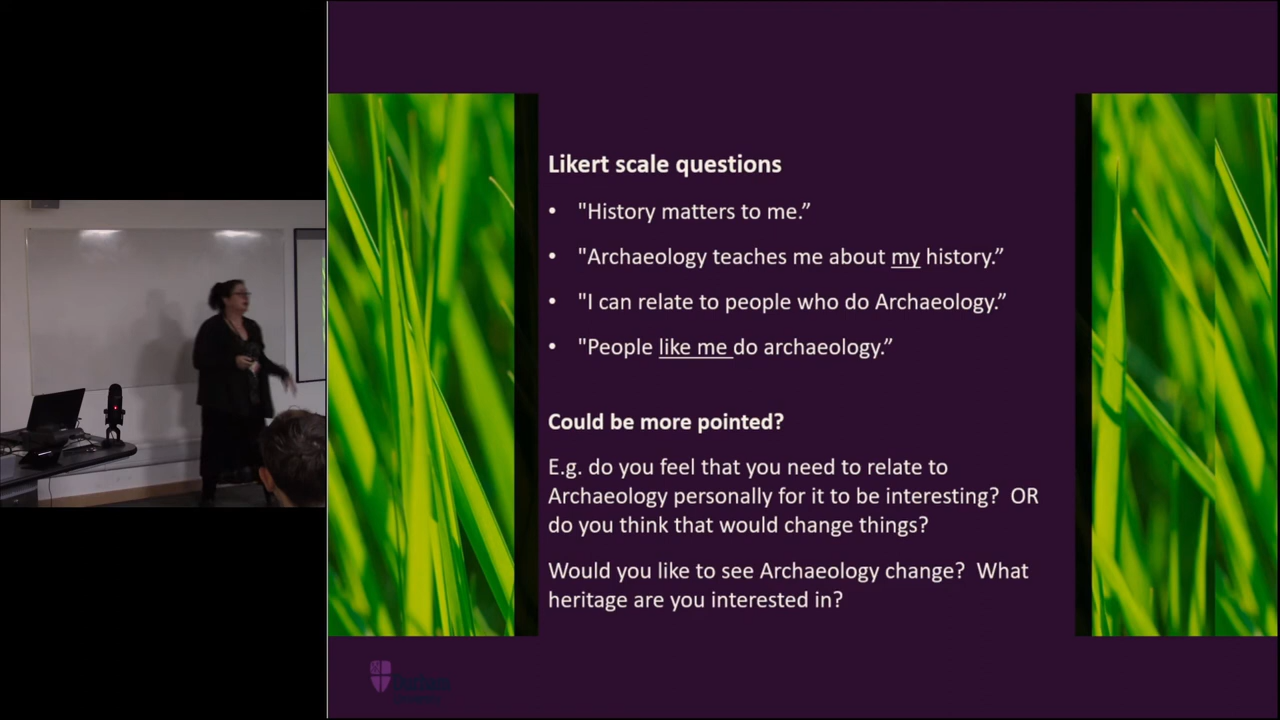 Likert scale questions
• "History matters to me.”
• "Archaeology teaches me about my history.”
• "I can relate to people who do Archaeology.”
• "People like me do archaeology.”
Could be more pointed?
E.g. do you feel that you need to relate to
Archaeology personally for it to be interesting? OR
do you think that would change things?
Would you like to see Archaeology change? What
heritage are you interested in?